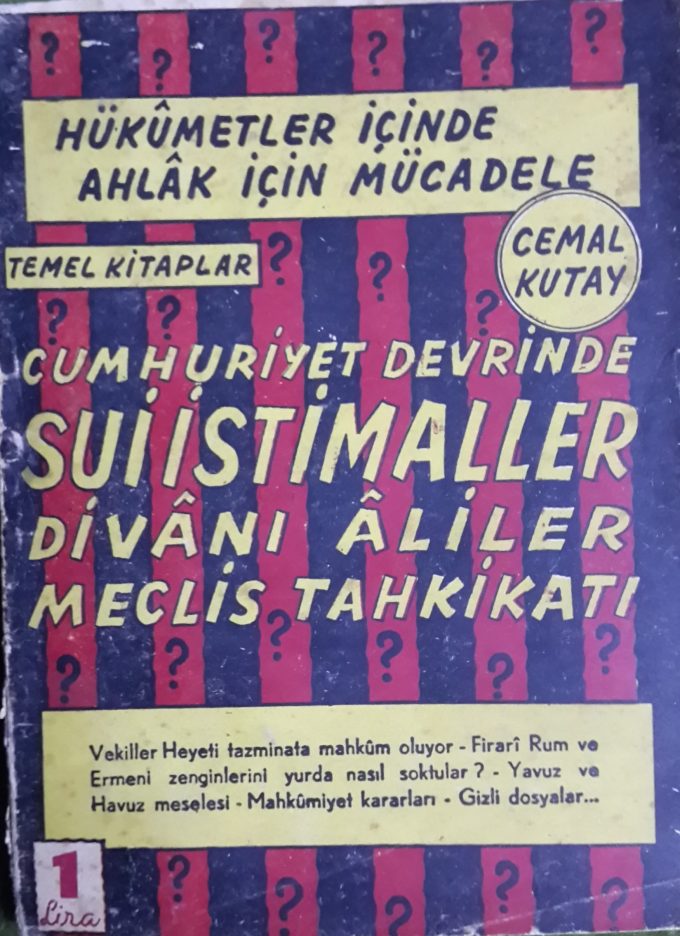 ? ? ? ? ? ?
HÜKÛMETLER İÇİNDE
AHLÂK İÇİN MÜCADELE
CEMAL
KUTAY
TEMEL KİTAPLAR
? ? ?
? ?
CUMHURİYET DEVRİNDE
SUİİSTİMALLER
DİVÂNI ÂLİLER
MECLİS TAHKİKATI
? ? ? ? ? ?
Vekiller Heyeti tazminata mahkûm oluyor - Firarî Rum ve
Ermeni zenginlerini yurda nasıl soktular ? - Yavuz ve
Havuz meselesi - Mahkûmiyet kararları - Gizli dosyalar...
1
Lira
? ? ? ? ?